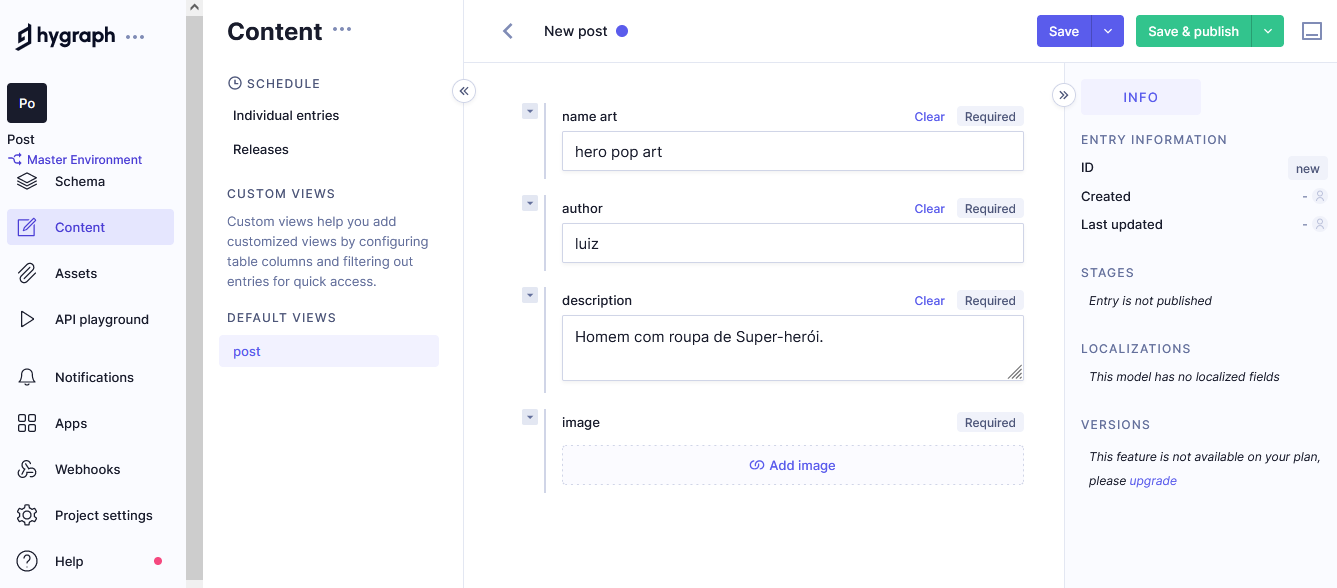 hygraph
Po
Post
Master Environment
Schema
Content
Assets
API playground
Notifications
Apps
Webhooks
Project settings
Help
Content
SCHEDULE
Individual entries
Releases
CUSTOM VIEWS
Custom views help you add
customized views by configuring
table columns and filtering out
entries for quick access.
DEFAULT VIEWS
post
New post
Save
Save & publish
name art Clear Required
hero pop art
author Clear Required
luiz
description Clear Required
Homem com roupa de Super-herói.
image Required
Add image
INFO
ENTRY INFORMATION
ID new
Created -
Last updated -
STAGES
Entry is not published
LOCALIZATIONS
This model has no localized fields
VERSIONS
This feature is not available on your plan,
please upgrade